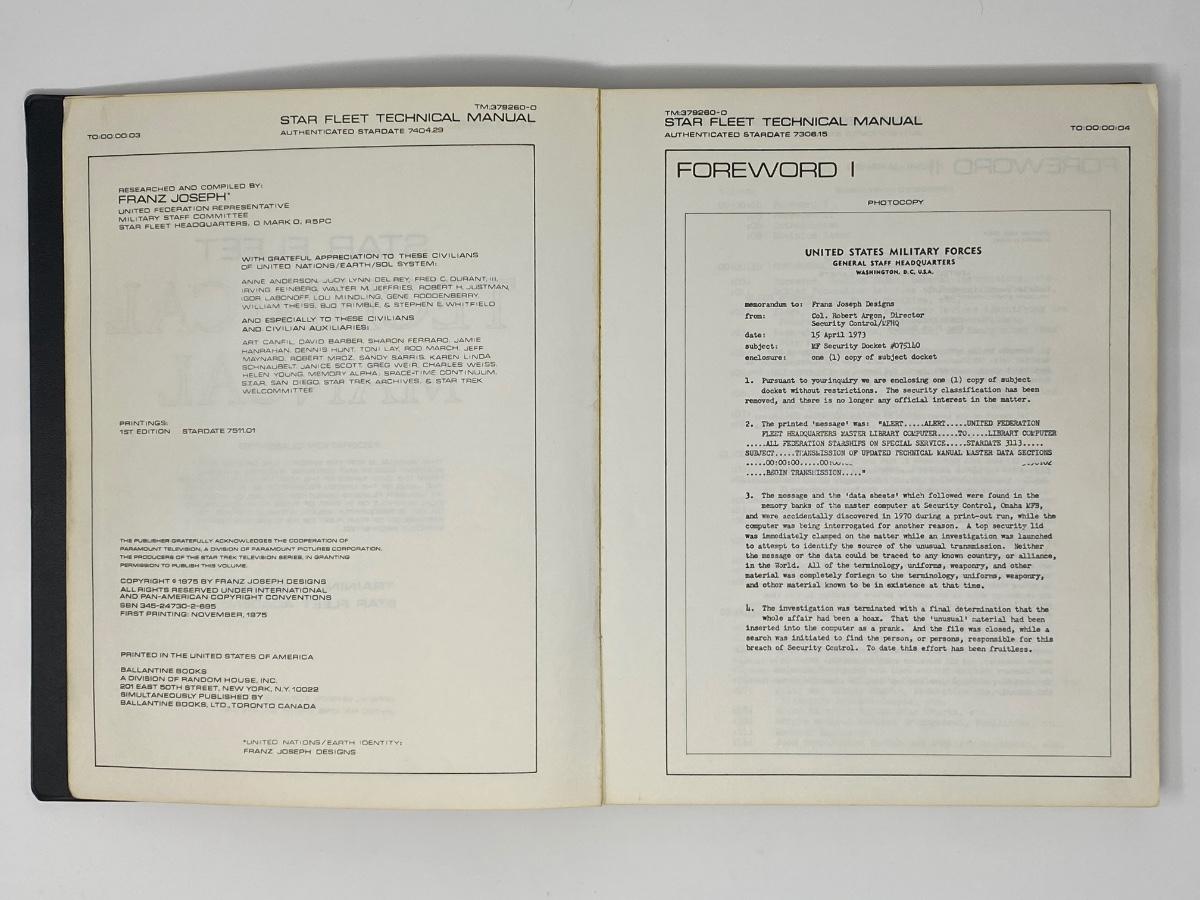 TM:379260-0
STAR FLEET TECHNICAL MANUAL
TO:00:00:03
AUTHENTICATED STARDATE 7404.29
RESEARCHED AND COMPILED BY:
FRANZ JOSEPH*
UNITED FEDERATION REPRESENTATIVE
MILITARY STAFF COMMITTEE
STAR FLEET HEADQUARTERS, 0 MARK 0, RSPC
WITH GRATEFUL APPRECIATION TO THESE CIVILIANS
OF UNITED NATIONS/EARTH/SOL SYSTEM:
ANNE ANDERSON, JUDY LYNN DEL REY, FRED C. DURANT, III,
IRVING FEINBERG, WALTER M. JEFFRIES, ROBERT H. JUSTMAN,
IGOR LABONOFF, LOU MINDLING, GENE RODDENBERRY,
WILLIAM THEISS, BJO TRIMBLE, & STEPHEN E. WHITFIELD
AND ESPECIALLY TO THESE CIVILIANS
AND CIVILIAN AUXILIARIES:
ART CANFIL, DAVID BARBER, SHARON FERRARO, JAMIE
HANRAHAN, DENNIS HUNT, TONI LAY, ROD MARCH, JEFF
MAYNARD, ROBERT MROZ, SANDY SARRIS, KAREN LINDA
SCHNAUBELT, JANICE SCOTT, GREG WEIR, CHARLES WEISS,
HELEN YOUNG, MEMORY ALPHA, SPACE-TIME CONTINUUM,
S.T.A.R. SAN DIEGO, STAR TREK ARCHIVES, & STAR TREK
WELCOMMITTEE
PRINTINGS:
1ST EDITION STARDATE 7511.01
THE PUBLISHER GRATEFULLY ACKNOWLEDGES THE COOPERATION OF
PARAMOUNT TELEVISION, A DIVISION OF PARAMOUNT PICTURES CORPORATION,
THE PRODUCERS OF THE STAR TREK TELEVISION SERIES, IN GRANTING
PERMISSION TO PUBLISH THIS VOLUME.
COPYRIGHT © 1975 BY FRANZ JOSEPH DESIGNS
ALL RIGHTS RESERVED UNDER INTERNATIONAL
AND PAN-AMERICAN COPYRIGHT CONVENTIONS
SBN 345-24730-2-695
FIRST PRINTING: NOVEMBER, 1975
PRINTED IN THE UNITED STATES OF AMERICA
BALLANTINE BOOKS
A DIVISION OF RANDOM HOUSE, INC.
201 EAST 50TH STREET, NEW YORK, N.Y. 10022
SIMULTANEOUSLY PUBLISHED BY
BALLANTINE BOOKS, LTD., TORONTO CANADA
*UNITED NATIONS/EARTH IDENTITY:
FRANZ JOSEPH DESIGNS
TM:379260-0
STAR FLEET TECHNICAL MANUAL
AUTHENTICATED STARDATE 7306.15
TO:00:00:04
FOREWORD I
PHOTOCOPY
UNITED STATES MILITARY FORCES
GENERAL STAFF HEADQUARTERS
WASHINGTON, D.C, U.S.A.
memorandum to: Franz Joseph Designs
from: Col. Robert Argon, Director
Security Control/MFHQ
date: 15 April 1973
subject: MF Security Docket #0751LO
enclosure: one (1) copy of subject docket
1. Pursuant to yourinquiry we are enclosing one (1) copy of subject
docket without restrictions. The security classification has been
removed, and there is no longer any official interest in the matter.
2. The printed 'message' was: "ALERT.....ALERT.....UNITED FEDERATION
FLEET HEADQUARTERS MASTER LIBRARY COMPUTER.....TO.....LIBRARY COMPUTER
.....ALL FEDERATION STARSHIPS ON SPECIAL SERVICE.....STARDATE 3113.....
SUBJECT.....TRANSMISSION OF UPDATED TECHNICAL MANUAL MASTER DATA SECTIONS
.....00:00:00.....
.....BEGIN TRANSMISSION....."
3. The message and the 'data sheets' which followed were found in the
memory banks of the master computer at Security Control, Omaha MFB,
and were accidentally discovered in 1970 during a print-out run, while the
computer was being interrogated for another reason. A top security lid
was immediately clamped on the matter while an investigation was launched
to attempt to identify the source of the unusual transmission. Neither
the message or the data could be traced to any known country, or alliance,
in the World. All of the terminology, uniforms, weaponry, and other
material was completely foriegn to the terminology, uniforms, weaponry,
and other material known to be in existence at that time.
4. The investigation was terminated with a final determination that the
whole affair had been a hoax. That the 'unusual' material had been
inserted into the computer as a prank. And the file was closed, while a
search was initiated to find the person, or persons, responsible for this
breach of Security Control. To date this effort has been fruitless.